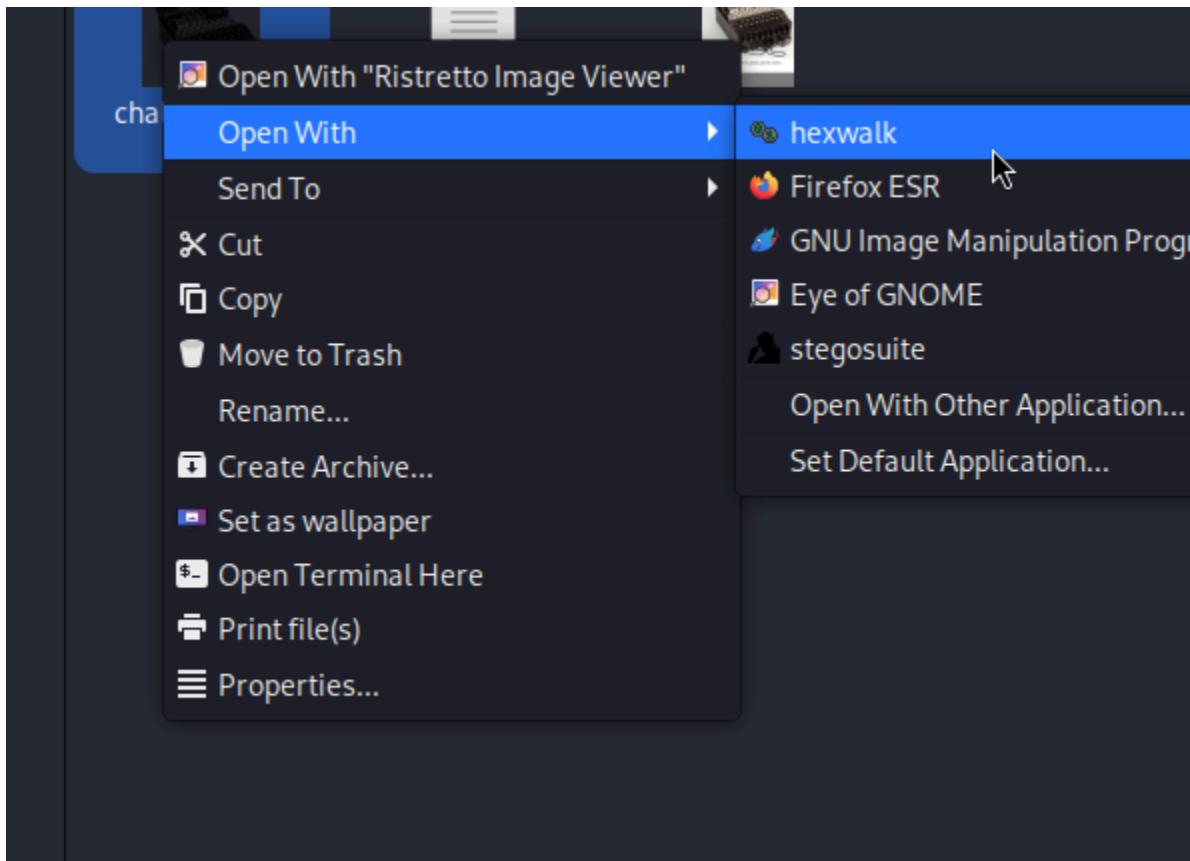 Open With "Ristretto Image Viewer"
cha
Open With
Send To
Cut
Copy
Move to Trash
Rename...
Create Archive...
Set as wallpaper
Open Terminal Here
Print file(s)
Properties...
hexwalk
Firefox ESR
GNU Image Manipulation Progr
Eye of GNOME
stegosuite
Open With Other Application...
Set Default Application...